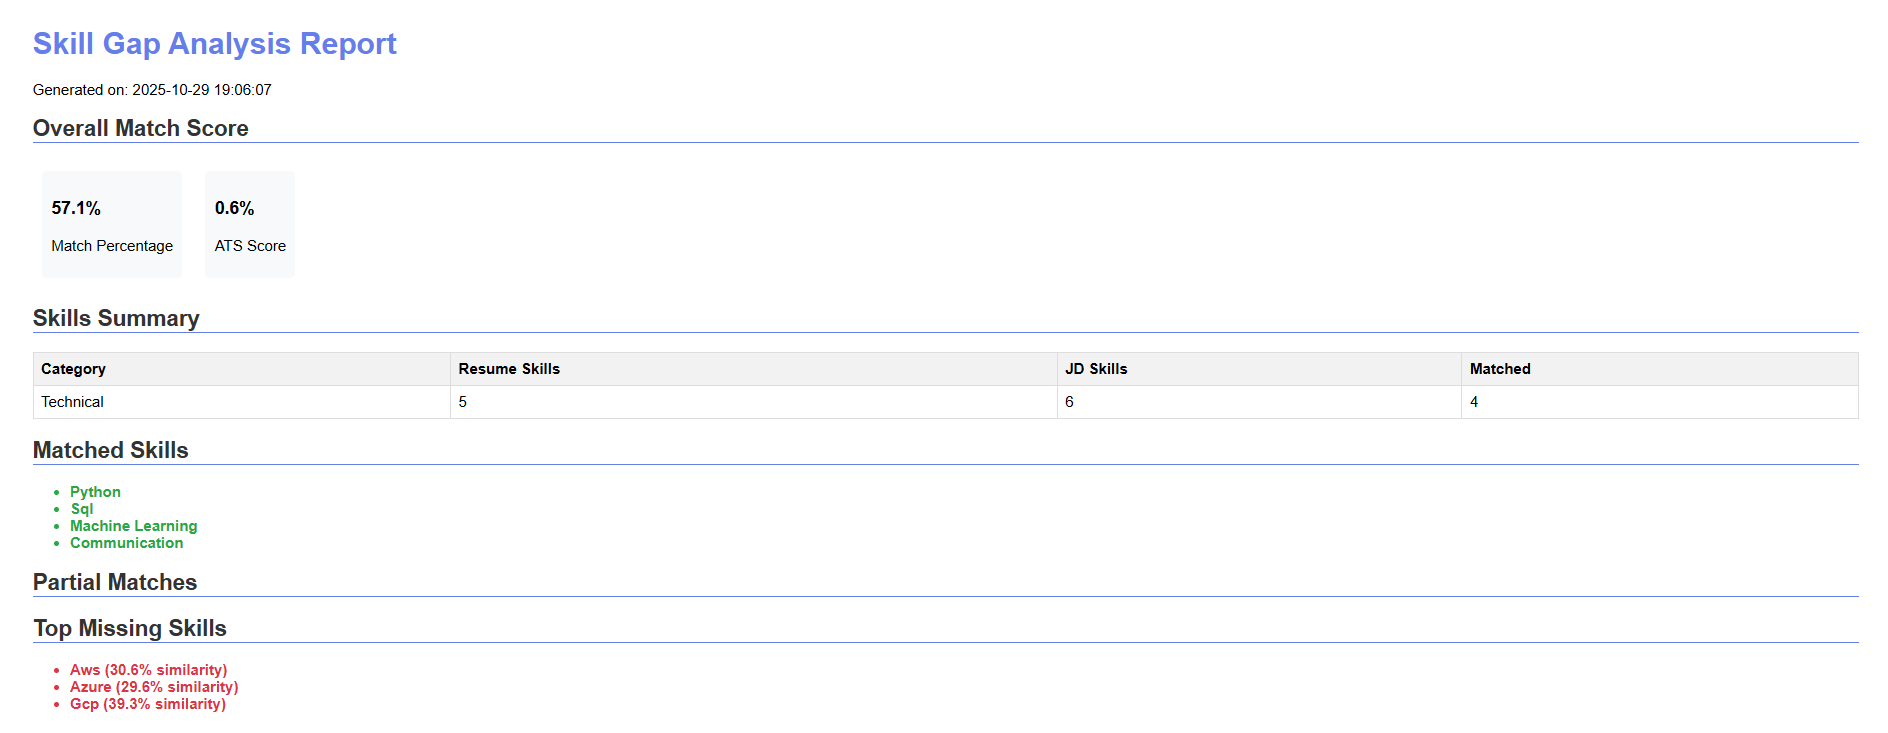 Skill Gap Analysis Report
Generated on: 2025-10-29 19:06:07
Overall Match Score
57.1% 0.6%
Match Percentage ATS Score
Skills Summary
Category Resume Skills JD Skills Matched
Technical 5 6 4
Matched Skills
Python
Sql
Machine Learning
Communication
Partial Matches
Top Missing Skills
Aws (30.6% similarity)
Azure (29.6% similarity)
Gcp (39.3% similarity)